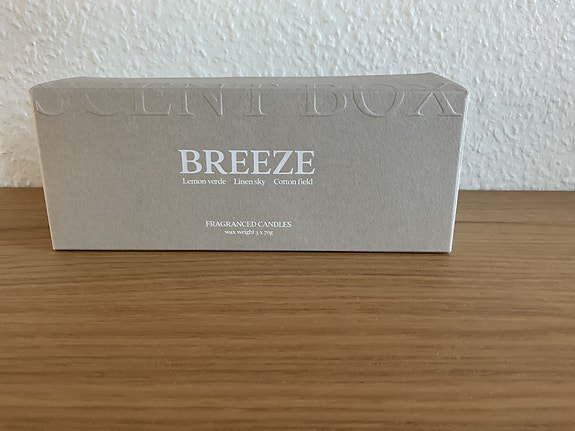 SCENT BOX
BREEZE
Lemon verde Linen sky Cotton field
FRAGRANCED CANDLES
wax weight 3 x 70g